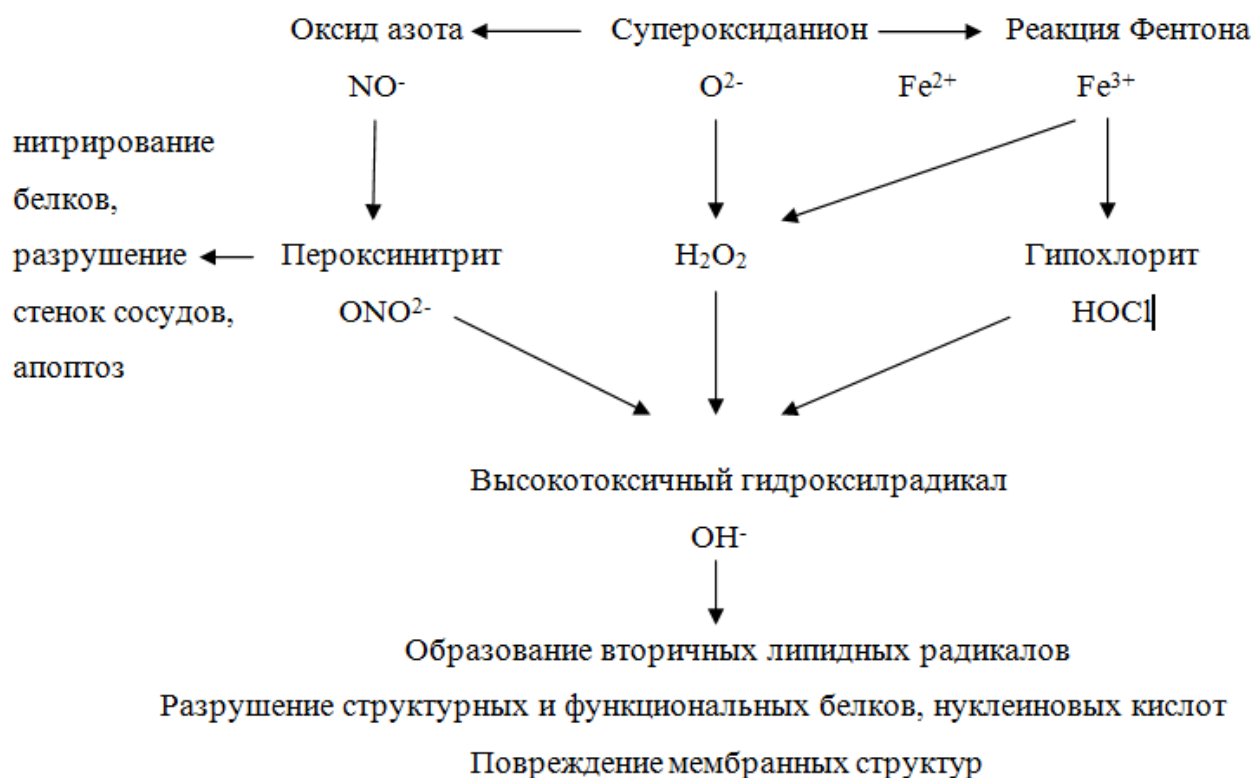 Оксид азота Супероксиданион Реакция Фентона
NO⁻ O²⁻ Fe²⁺ Fe³⁺
нитрирование
белков,
разрушение Пероксинитрит H₂O₂ Гипохлорит
стенок сосудов, ONO²⁻ HOCl
апоптоз
Высокотоксичный гидроксилрадикал
OH⁻
Образование вторичных липидных радикалов
Разрушение структурных и функциональных белков, нуклеиновых кислот
Повреждение мембранных структур